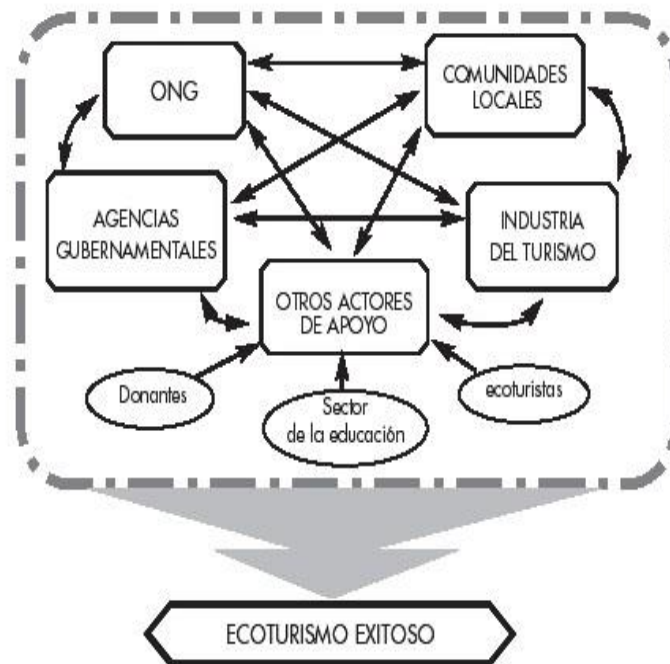 ONG
COMUNIDADES
LOCALES
AGENCIAS
GUBERNAMENTALES
INDUSTRIA
DEL TURISMO
OTROS ACTORES
DE APOYO
Donantes
Sector
de la educación
ecoturistas
ECOTURISMO EXITOSO